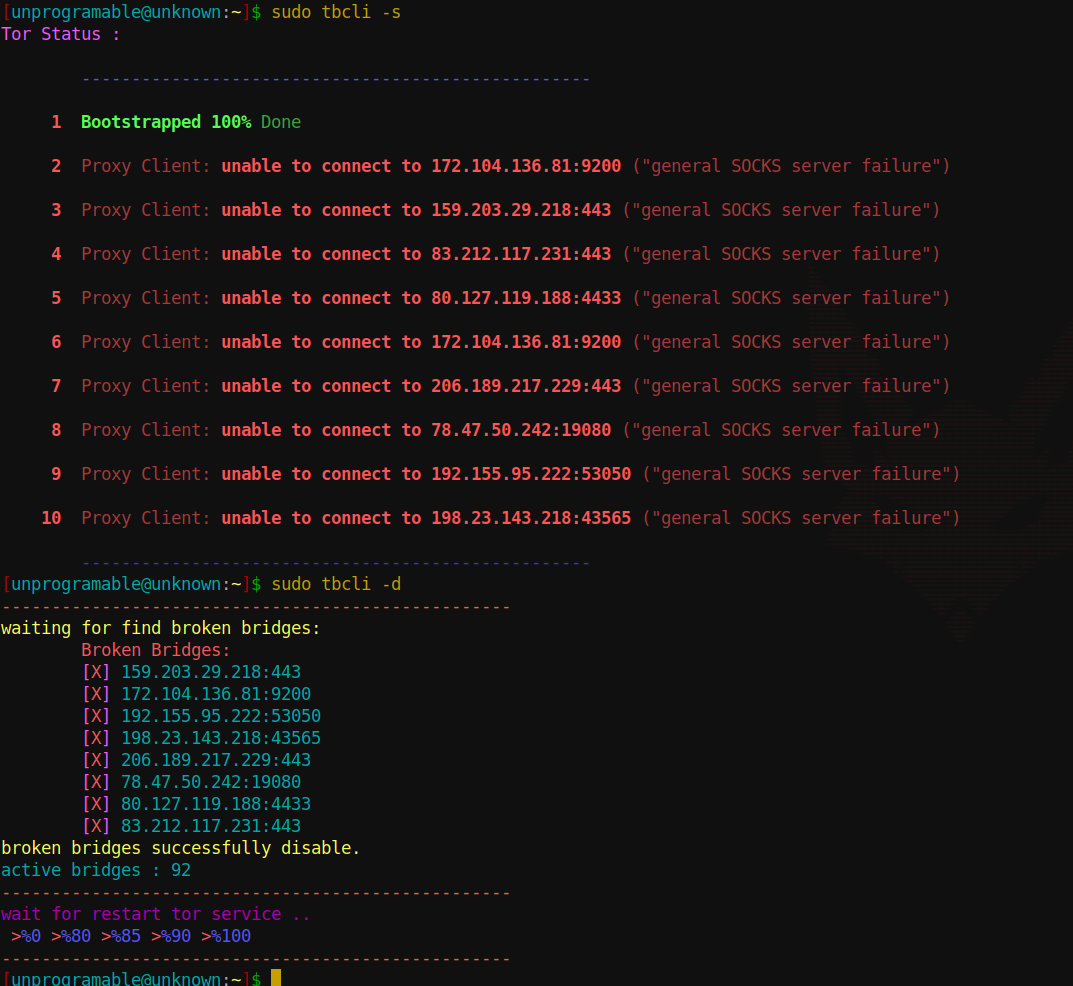 [unprogramable@unknown:~]$ sudo tbcli -s
Tor Status :
---------------------------------------------------
1 Bootstrapped 100% Done
2 Proxy Client: unable to connect to 172.104.136.81:9200 ("general SOCKS server failure")
3 Proxy Client: unable to connect to 159.203.29.218:443 ("general SOCKS server failure")
4 Proxy Client: unable to connect to 83.212.117.231:443 ("general SOCKS server failure")
5 Proxy Client: unable to connect to 80.127.119.188:4433 ("general SOCKS server failure")
6 Proxy Client: unable to connect to 172.104.136.81:9200 ("general SOCKS server failure")
7 Proxy Client: unable to connect to 206.189.217.229:443 ("general SOCKS server failure")
8 Proxy Client: unable to connect to 78.47.50.242:19080 ("general SOCKS server failure")
9 Proxy Client: unable to connect to 192.155.95.222:53050 ("general SOCKS server failure")
10 Proxy Client: unable to connect to 198.23.143.218:43565 ("general SOCKS server failure")
---------------------------------------------------
[unprogramable@unknown:~]$ sudo tbcli -d
---------------------------------------------------
waiting for find broken bridges:
Broken Bridges:
[X] 159.203.29.218:443
[X] 172.104.136.81:9200
[X] 192.155.95.222:53050
[X] 198.23.143.218:43565
[X] 206.189.217.229:443
[X] 78.47.50.242:19080
[X] 80.127.119.188:4433
[X] 83.212.117.231:443
broken bridges successfully disable.
active bridges : 92
---------------------------------------------------
wait for restart tor service ..
>%0 >%80 >%85 >%90 >%100
---------------------------------------------------
[unprogramable@unknown:~]$